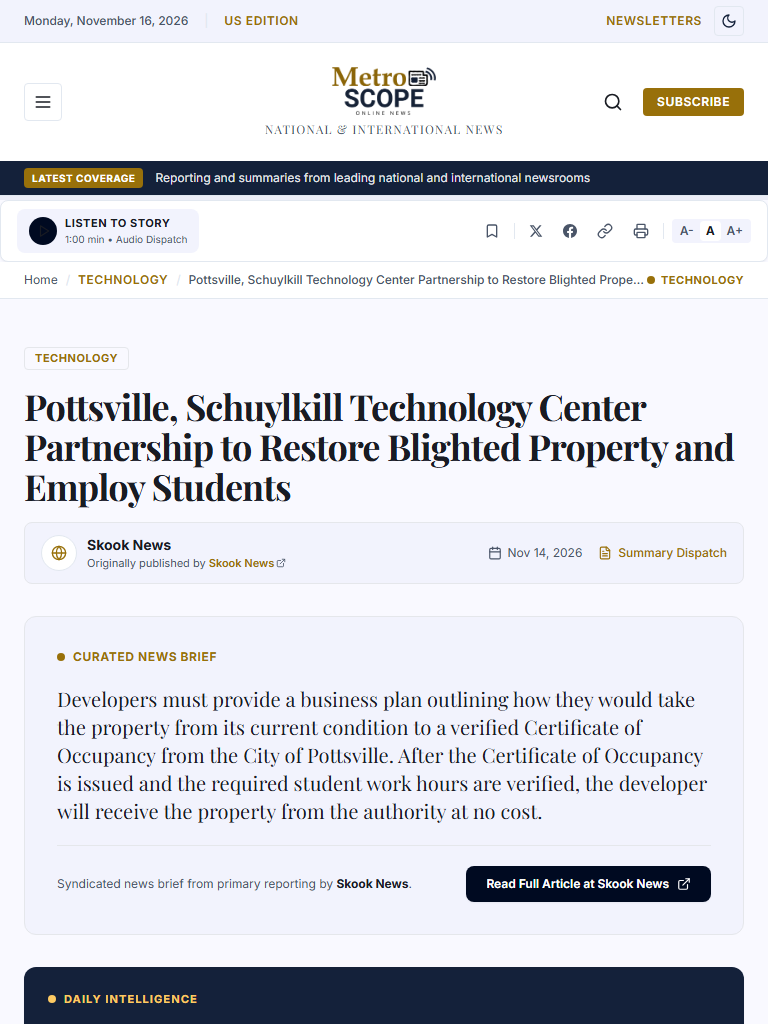 Monday, November 16, 2026
US EDITION
NEWSLETTERS
Metro
SCOPE
ONLINE NEWS
NATIONAL & INTERNATIONAL NEWS
SUBSCRIBE
LATEST COVERAGE
Reporting and summaries from leading national and international newsrooms
LISTEN TO STORY
1:00 min • Audio Dispatch
A- A A+
Home / TECHNOLOGY / Pottsville, Schuylkill Technology Center Partnership to Restore Blighted Prope...
TECHNOLOGY
TECHNOLOGY
Pottsville, Schuylkill Technology Center
Partnership to Restore Blighted Property and
Employ Students
Skook News
Originally published by Skook News
Nov 14, 2026
Summary Dispatch
CURATED NEWS BRIEF
Developers must provide a business plan outlining how they would take
the property from its current condition to a verified Certificate of
Occupancy from the City of Pottsville. After the Certificate of Occupancy
is issued and the required student work hours are verified, the developer
will receive the property from the authority at no cost.
Syndicated news brief from primary reporting by Skook News.
Read Full Article at Skook News
DAILY INTELLIGENCE